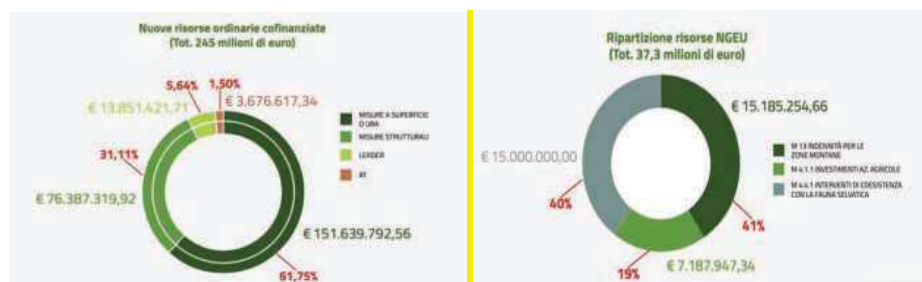 Nuove risorse ordinarie cofinanziate
(Tot. 245 milioni di euro)
5,64%
1,50%
€ 13.851.421,71
€ 3.676.617,34
MISURE A SUPERFICIE
O UBA
MISURE STRUTTURALI
LEADER
AT
31,11%
€ 76.387.319,92
€ 151.639.792,56
61,75%
Ripartizione risorse NGEU
(Tot. 37,3 milioni di euro)
€ 15.185.254,66
€ 15.000.000,00
M 13 INDENNITÀ PER LE
ZONE MONTANE
M 4.1.1 INVESTIMENTI AZ. AGRICOLE
M 4.4.1 INTERVENTI DI COESISTENZA
CON LA FAUNA SELVATICA
40%
41%
19%
€ 7.187.947,34